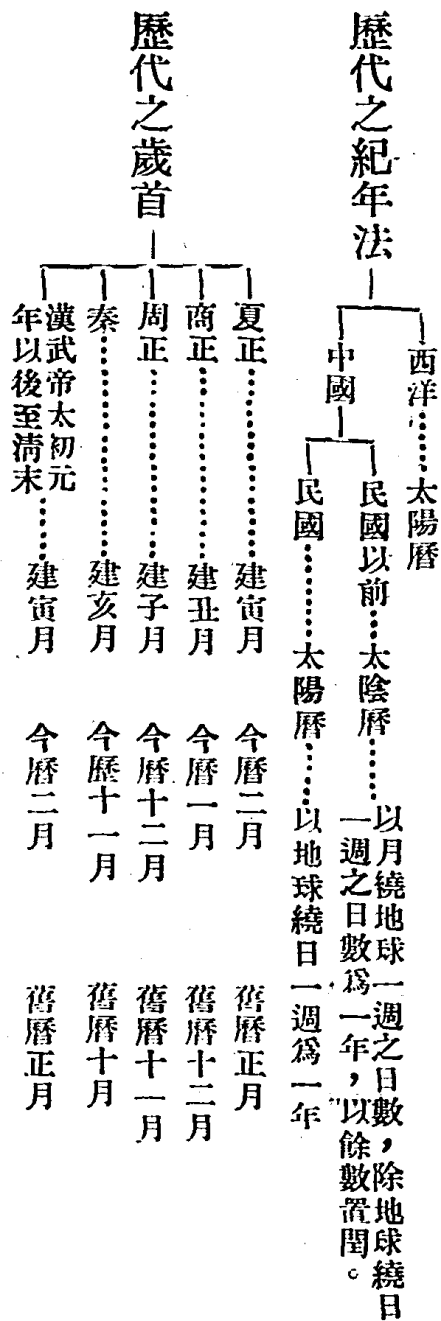 歷代之紀年法
西洋……太陽曆
中國
民國以前……太陰曆……以月繞地球一週之日數，除地球繞日
一週之日數爲一年，以餘數置閏。
民國……太陽曆……以地球繞日一週爲一年
歷代之歲首
夏正……建寅月 今曆二月 舊曆正月
商正……建丑月 今曆一月 舊曆十二月
周正……建子月 今曆十二月 舊曆十一月
秦……建亥月 今歷十一月 舊曆十月
漢武帝太初元
年以後至清末……建寅月 今曆二月 舊曆正月